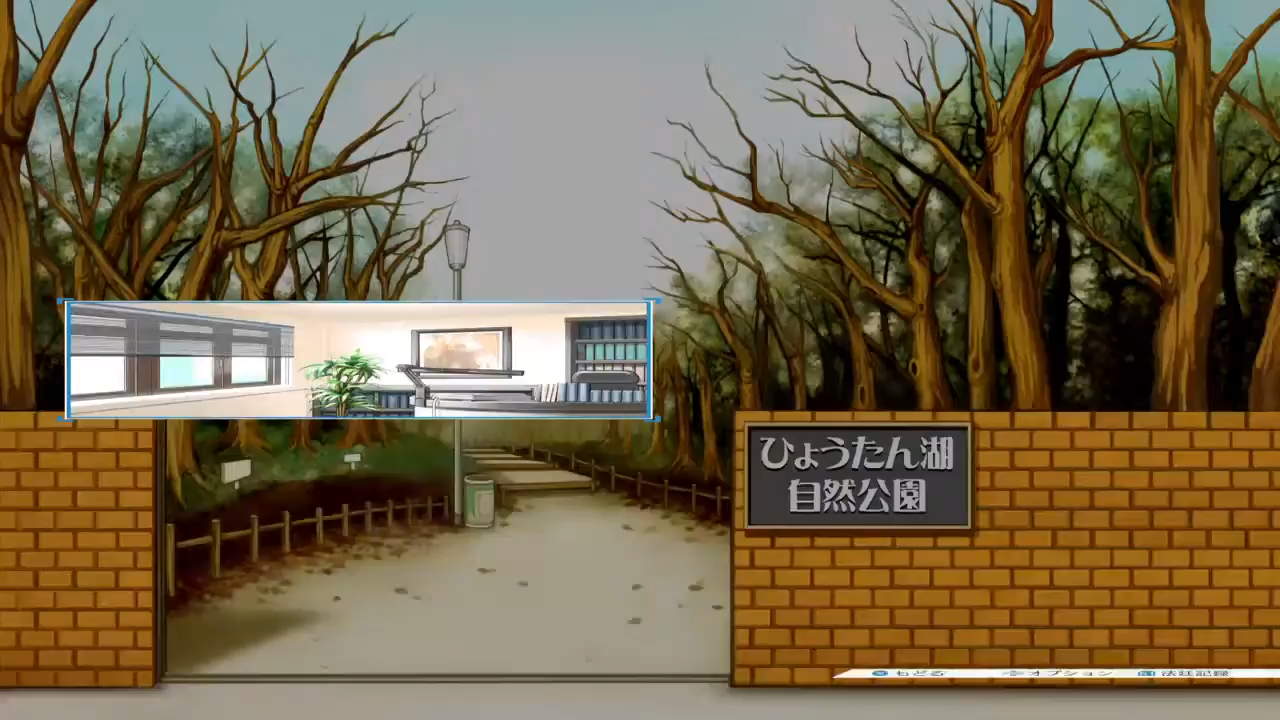 ひょうたん湖
自然公園
もどる オプション 法廷記録